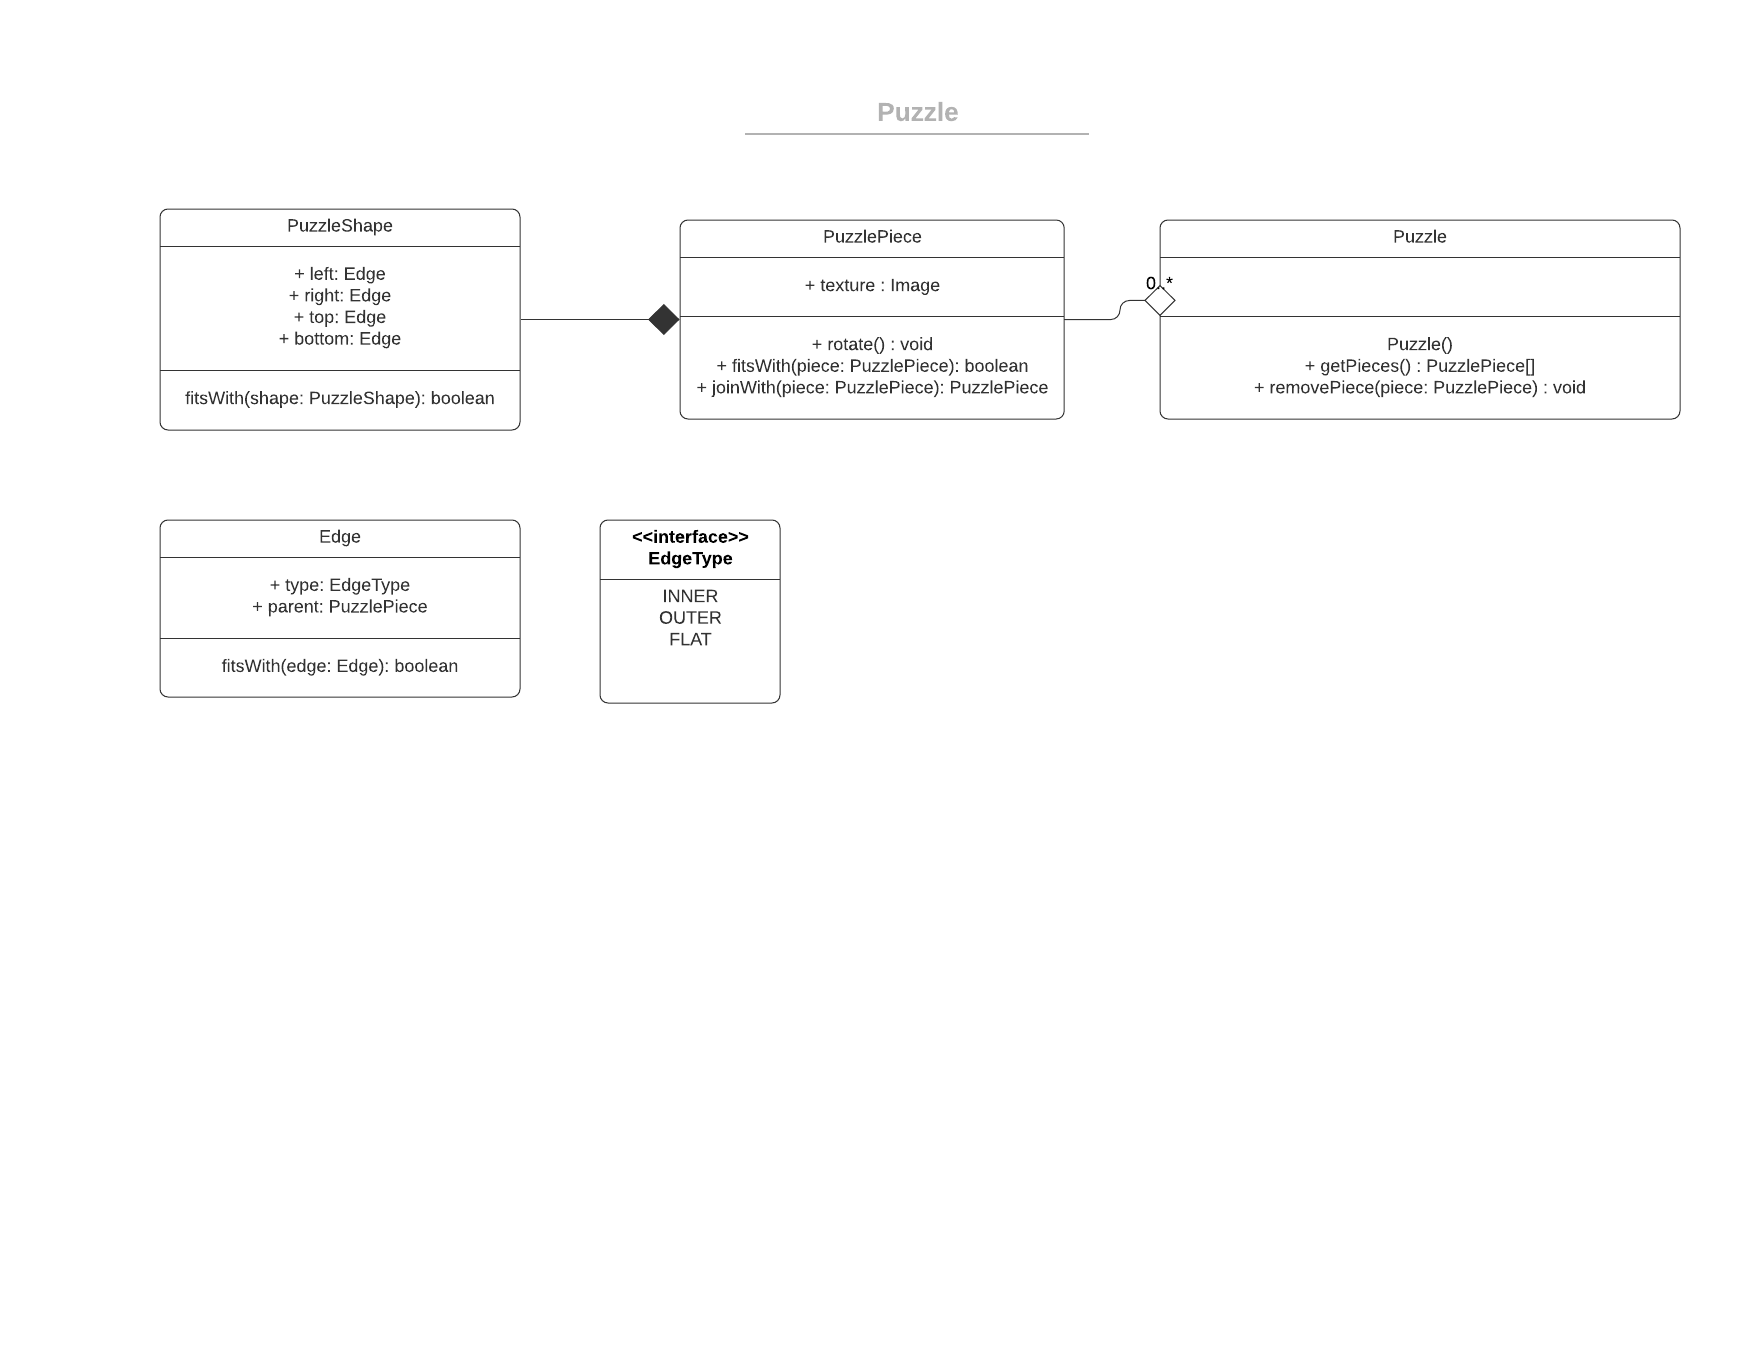 Puzzle
PuzzleShape
+ left: Edge
+ right: Edge
+ top: Edge
+ bottom: Edge
fitsWith(shape: PuzzleShape): boolean
PuzzlePiece
+ texture : Image
+ rotate() : void
+ fitsWith(piece: PuzzlePiece): boolean
+ joinWith(piece: PuzzlePiece): PuzzlePiece
0..*
Puzzle
Puzzle()
+ getPieces() : PuzzlePiece[]
+ removePiece(piece: PuzzlePiece) : void
Edge
+ type: EdgeType
+ parent: PuzzlePiece
fitsWith(edge: Edge): boolean
<<interface>>
EdgeType
INNER
OUTER
FLAT